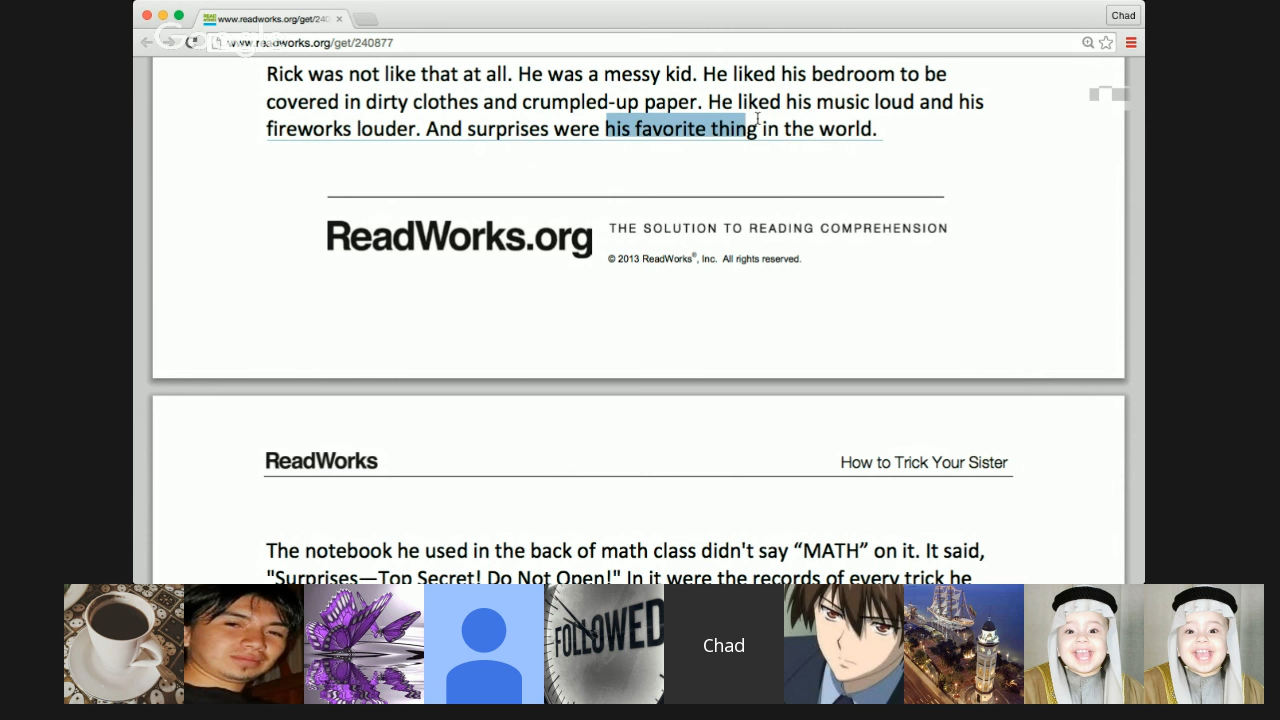 www.readworks.org/get/240
Chad
Google
www.readworks.org/get/240877
Rick was not like that at all. He was a messy kid. He liked his bedroom to be
covered in dirty clothes and crumpled-up paper. He liked his music loud and his
fireworks louder. And surprises were his favorite thing in the world.
ReadWorks.org
THE SOLUTION TO READING COMPREHENSION
© 2013 ReadWorks®, Inc. All rights reserved.
ReadWorks
How to Trick Your Sister
The notebook he used in the back of math class didn't say “MATH” on it. It said,
"Surprises—Top Secret! Do Not Open!" In it were the records of every trick he
FOLLOWED
Chad